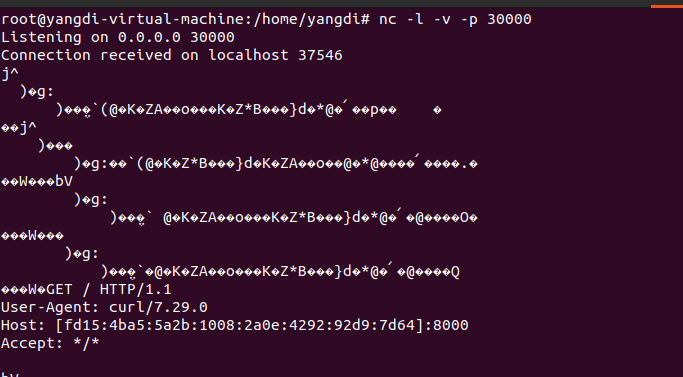 root@yangdi-virtual-machine:/home/yangdi# nc -l -v -p 30000
Listening on 0.0.0.0 30000
Connection received on localhost 37546
j^
)�g:
)���̤`(@�K�ZA��o���K�Z*B���}d�*@�´��p�� �
��j^
)���
)�g:��`(@�K�Z*B���}d�K�ZA��o��@�*@����´����.�
��W���bV
)�g:
)���̤` @�K�ZA��o���K�Z*B���}d�*@�´�@����O�
���W���
)�g:
)���̤`�@�K�ZA��o���K�Z*B���}d�*@�´�@����Q
���W�GET / HTTP/1.1
User-Agent: curl/7.29.0
Host: [fd15:4ba5:5a2b:1008:2a0e:4292:92d9:7d64]:8000
Accept: */*